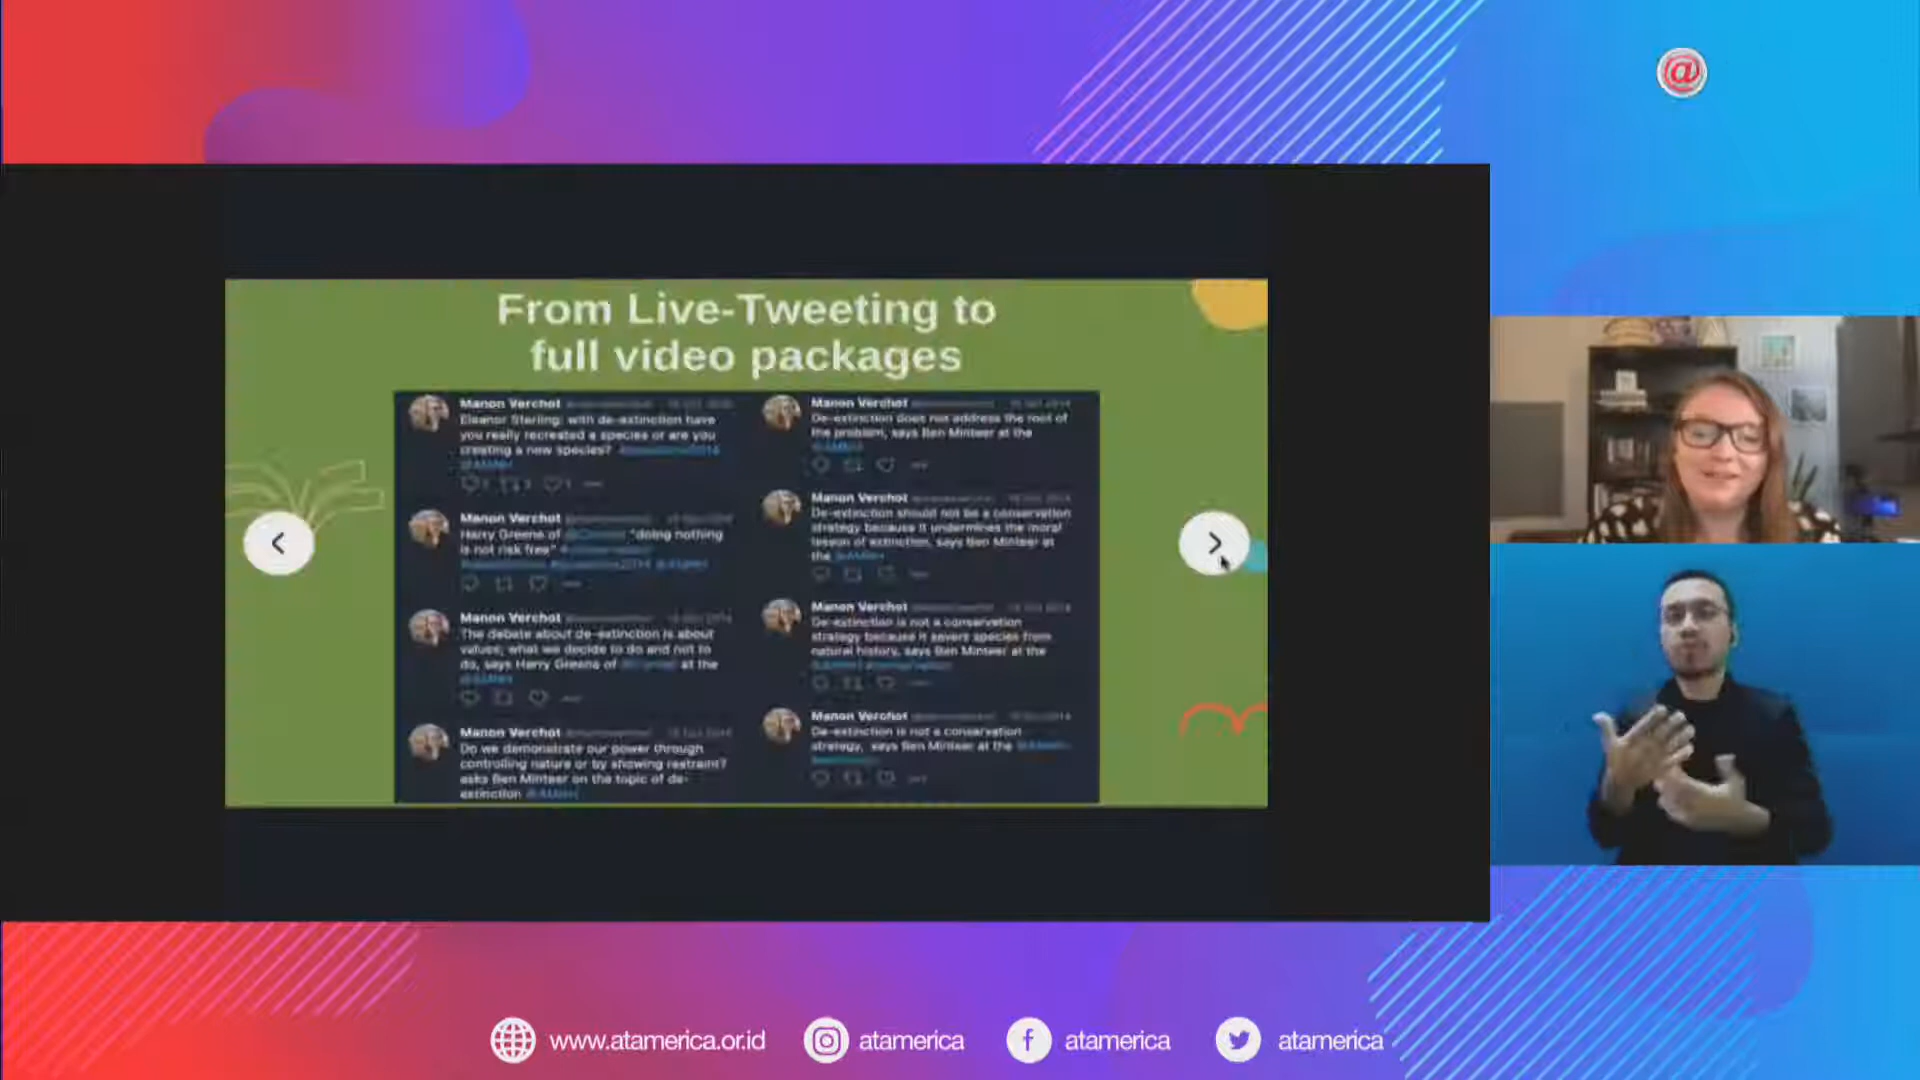 @
From Live-Tweeting to
full video packages
Manon Verchot
Eleanor Sterling: with de-extinction have
you really recreated a species or are you
creating a new species?
Manon Verchot
Harry Greene of "doing nothing
is not risk free"
Manon Verchot
The debate about de-extinction is about
values; what we decide to do and not to
do, says Harry Greene of at the
Manon Verchot
Do we demonstrate our power through
controlling nature or by showing restraint?
asks Ben Minteer on the topic of de-
extinction
Manon Verchot
De-extinction does not address the root of
the problem, says Ben Minteer at the
Manon Verchot
De-extinction should not be a conservation
strategy because it undermines the moral
lesson of extinction, says Ben Minteer at
the
Manon Verchot
De-extinction is not a conservation
strategy because it severs species from
natural history, says Ben Minteer at the
Manon Verchot
De-extinction is not a conservation
strategy, says Ben Minteer at the
www.atamerica.or.id
atamerica
atamerica
atamerica